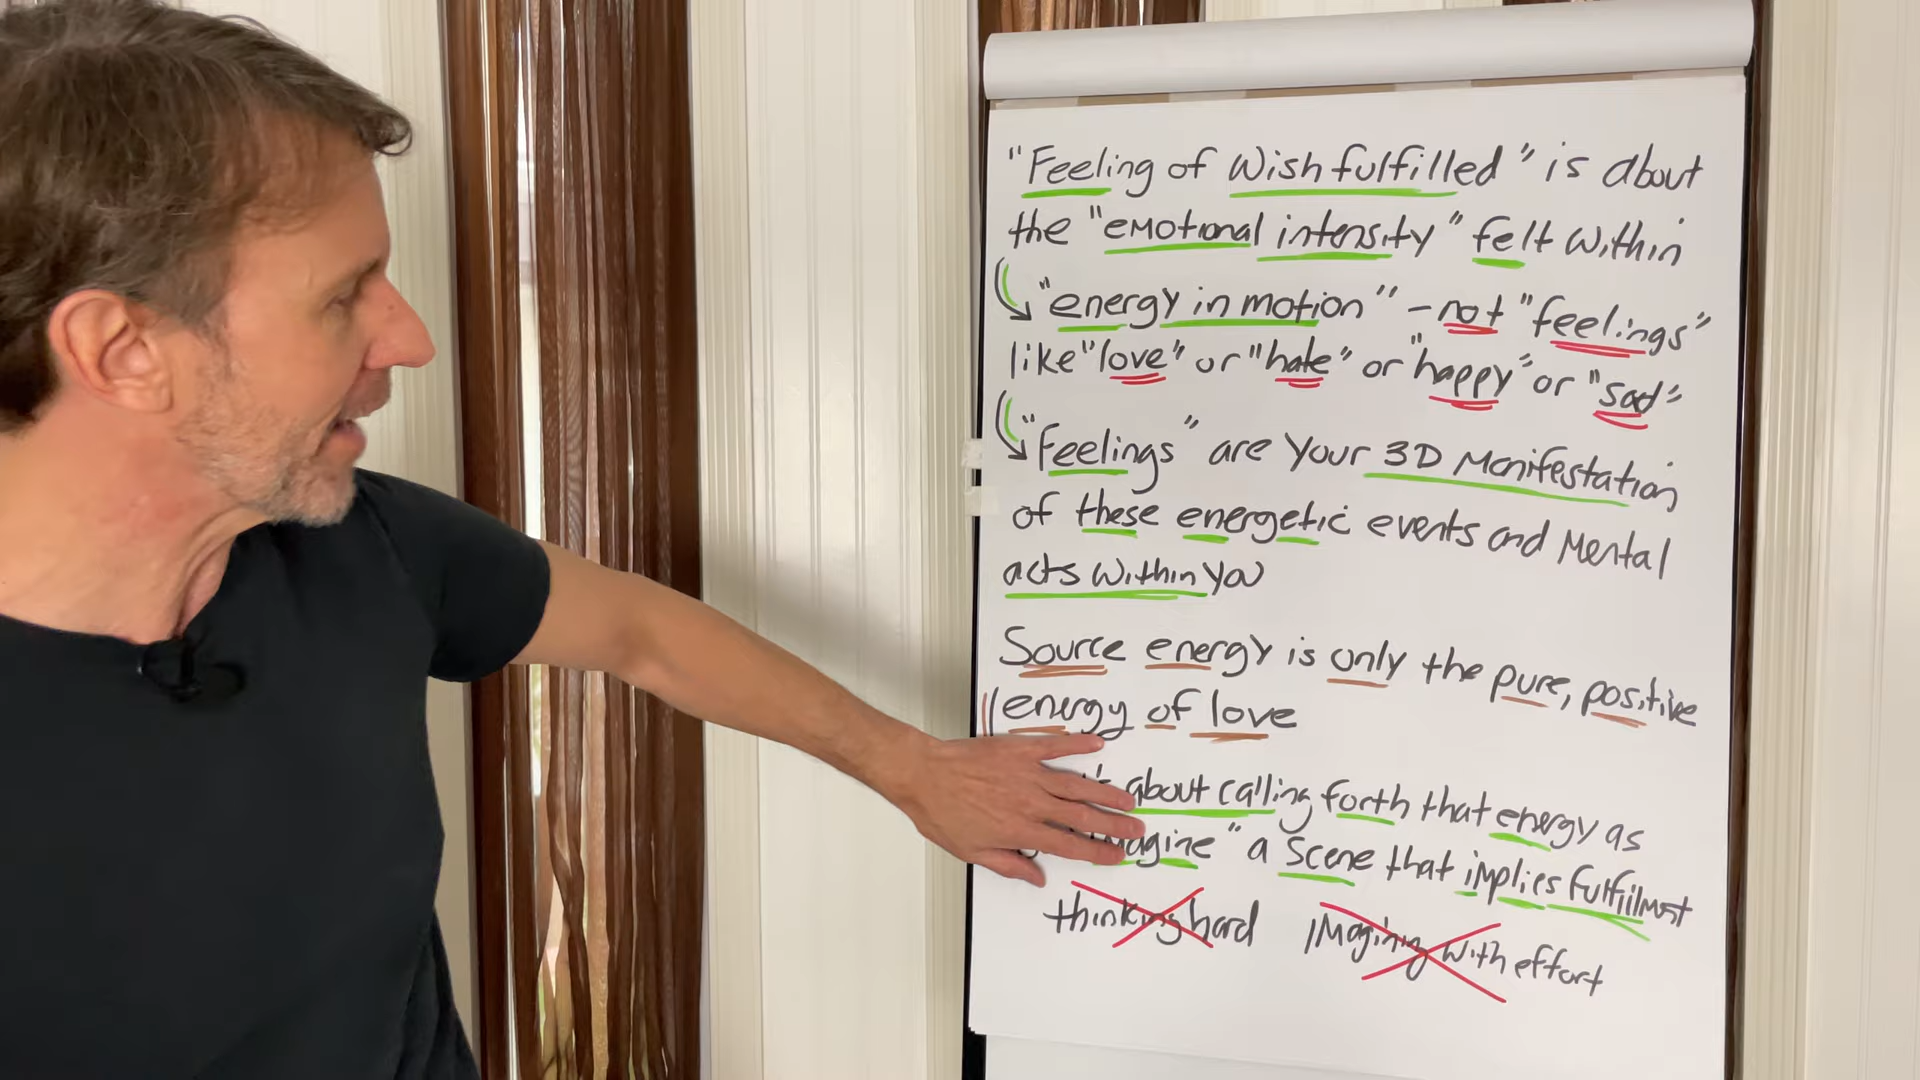 "Feeling of Wish fulfilled" is about
the "emotional intensity" felt within
"energy in motion" - not "feelings"
like "love" or "hate" or "happy" or "sad"
"Feelings" are Your 3D Manifestation
of these energetic events and Mental
acts within you
Source energy is only the pure, positive
energy of love
about calling forth that energy as
" a scene that implies fulfillment
thinking hard
imagining with effort